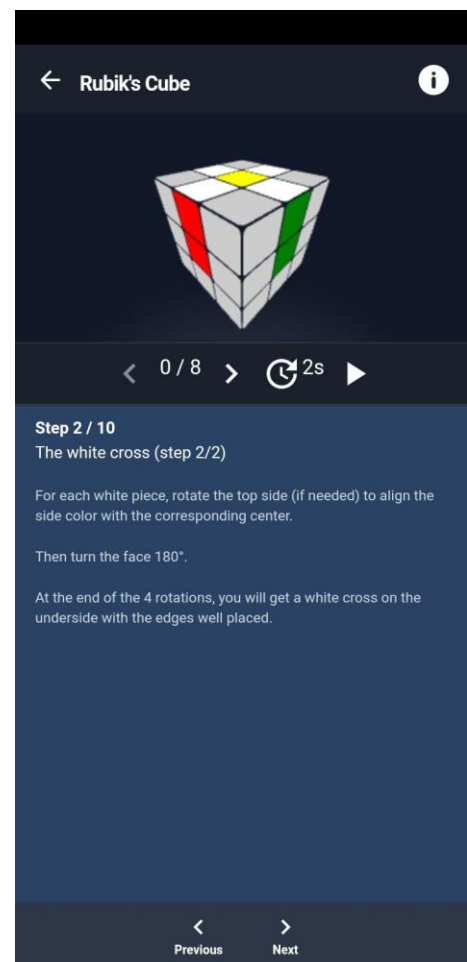 Rubik's Cube
0 / 8
2s
Step 2 / 10
The white cross (step 2/2)
For each white piece, rotate the top side (if needed) to align the
side color with the corresponding center.
Then turn the face 180°.
At the end of the 4 rotations, you will get a white cross on the
underside with the edges well placed.
Previous
Next